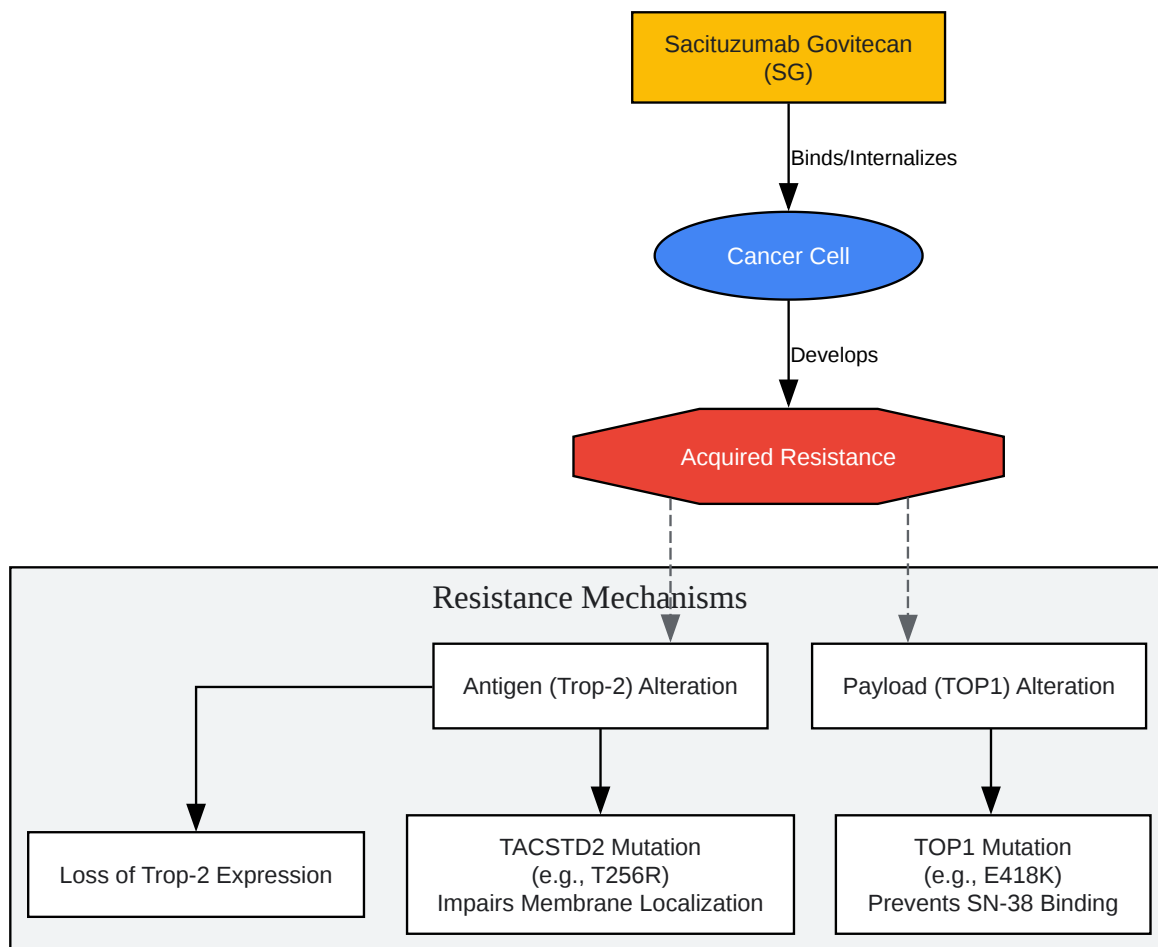 Sacituzumab Govitecan
(SG)
Binds/Internalizes
Cancer Cell
Develops
Acquired Resistance
Resistance Mechanisms
Antigen (Trop-2) Alteration
Payload (TOP1) Alteration
Loss of Trop-2 Expression
TACSTD2 Mutation
(e.g., T256R)
Impairs Membrane Localization
TOP1 Mutation
(e.g., E418K)
Prevents SN-38 Binding